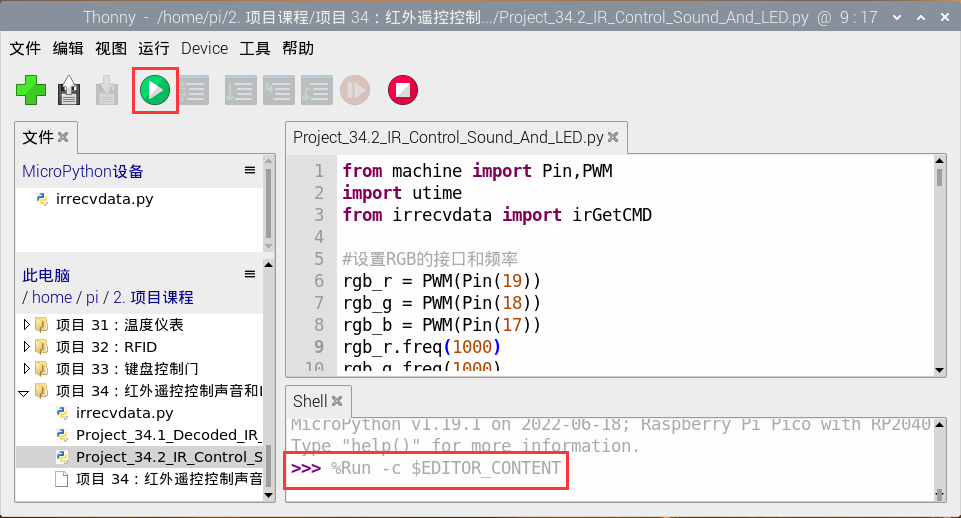 Thonny - /home/pi/2. 项目课程/项目 34：红外遥控控制.../Project_34.2_IR_Control_Sound_And_LED.py @ 9 : 17
文件 编辑 视图 运行 Device 工具 帮助
文件
Project_34.2_IR_Control_Sound_And_LED.py
MicroPython设备
irrecvdata.py
此电脑
/ home / pi / 2. 项目课程
项目 31：温度仪表
项目 32：RFID
项目 33：键盘控制门
项目 34：红外遥控控制声音和
irrecvdata.py
Project_34.1_Decoded_IR_
Project_34.2_IR_Control_S
项目 34：红外遥控控制声音
1 from machine import Pin,PWM
2 import utime
3 from irrecvdata import irGetCMD
4
5 #设置RGB的接口和频率
6 rgb_r = PWM(Pin(19))
7 rgb_g = PWM(Pin(18))
8 rgb_b = PWM(Pin(17))
9 rgb_r.freq(1000)
10 rgb_g.freq(1000)
Shell
MicroPython v1.19.1 on 2022-06-18; Raspberry Pi Pico with RP2040
Type "help()" for more information.
>>> %Run -c $EDITOR_CONTENT